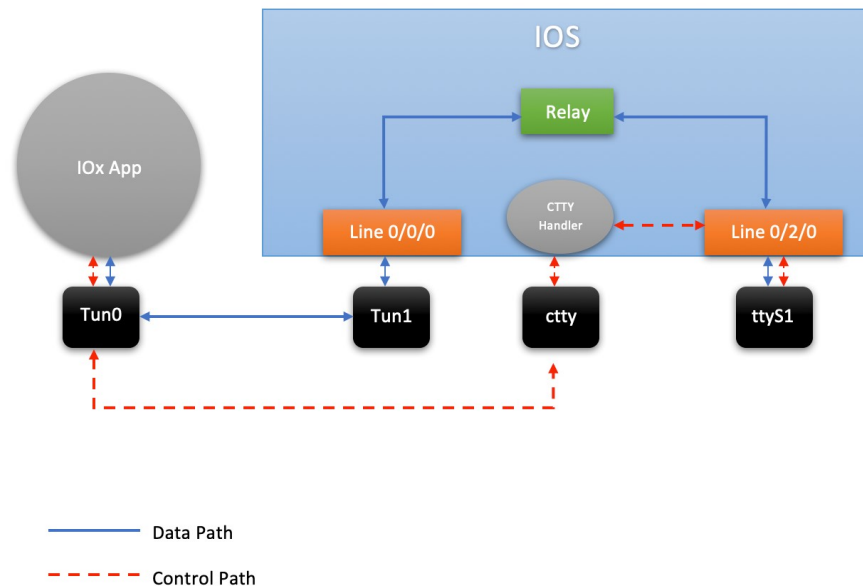 IOS
Relay
IOx App
CTTY
Handler
Line 0/0/0
Line 0/2/0
Tun0
Tun1
ctty
ttyS1
Data Path
Control Path